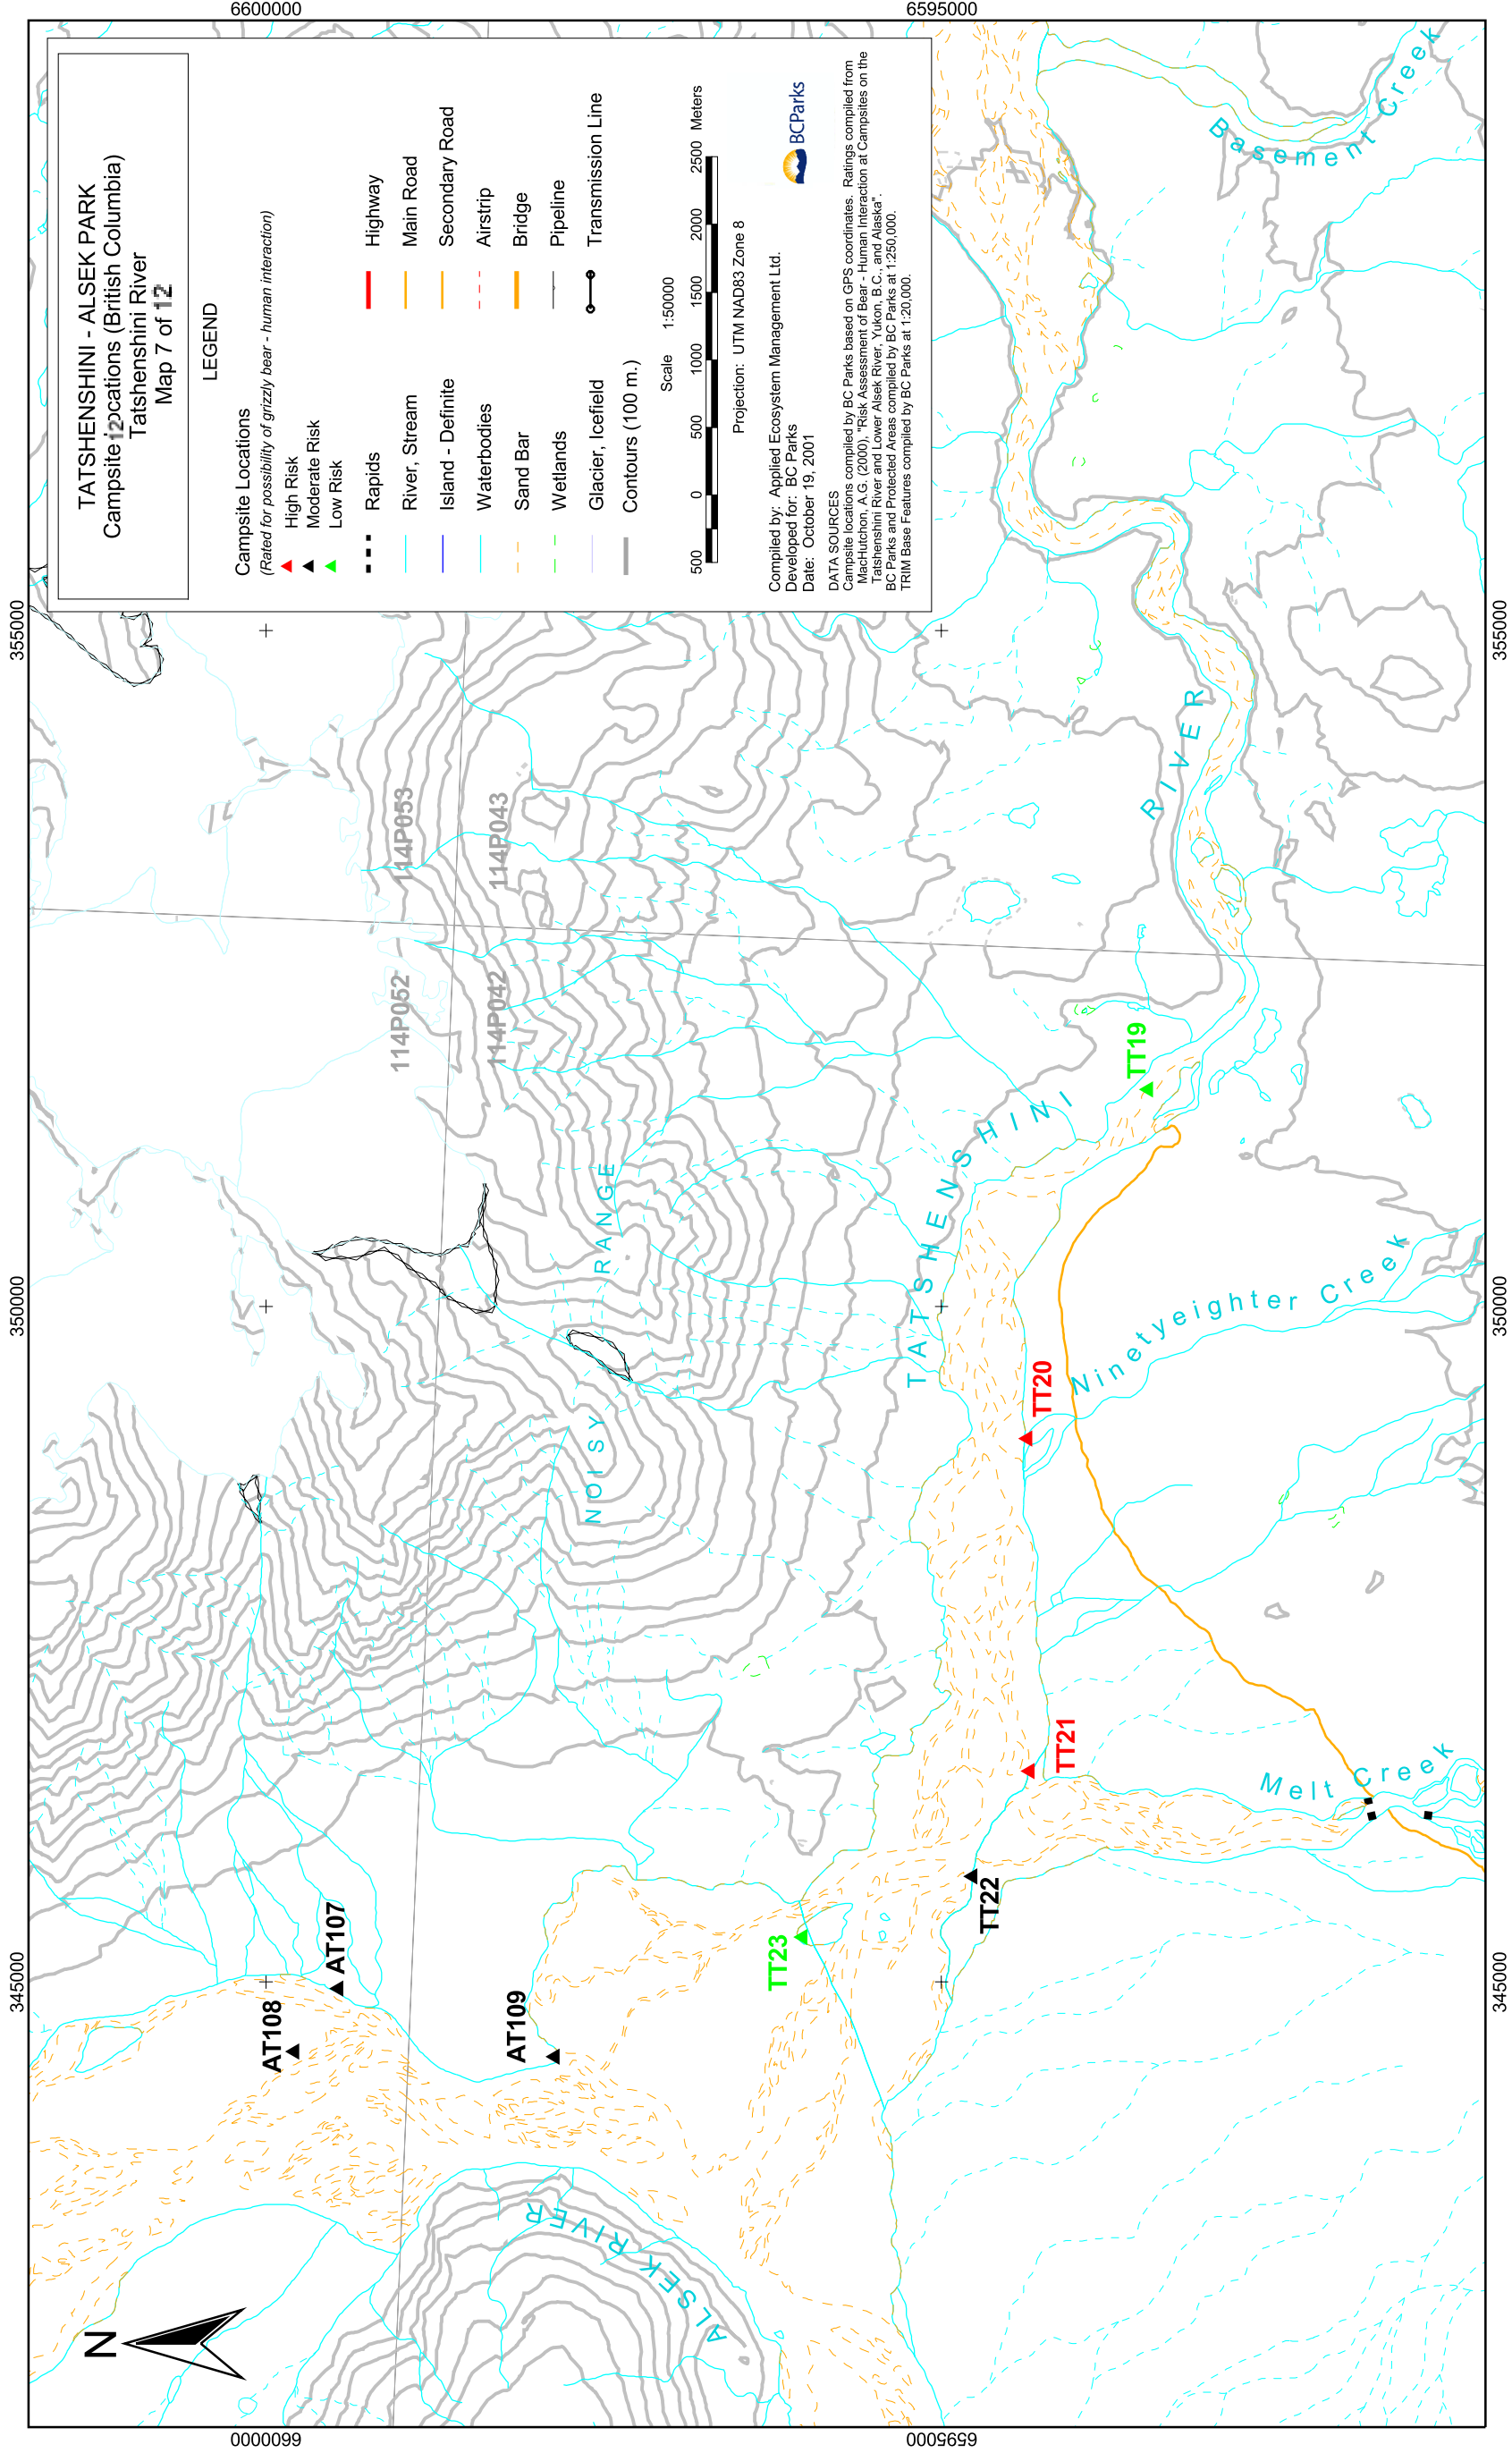 TATSHENSHINI - ALSEK PARK
Campsite Locations (British Columbia)
Tatshenshini River
Map 7 of 12
LEGEND
Campsite Locations
(Rated for possibility of grizzly bear - human interaction)
High Risk
Moderate Risk
Low Risk
Rapids
River, Stream
Island - Definite
Waterbodies
Sand Bar
Wetlands
Glacier, Icefield
Contours (100 m.)
Highway
Main Road
Secondary Road
Airstrip
Bridge
Pipeline
Transmission Line
Scale 1:50000
500 0 500 1000 1500 2000 2500 Meters
Projection: UTM NAD83 Zone 8
Compiled by: Applied Ecosystem Management Ltd.
Developed for: BC Parks
Date: October 19, 2001
BCParks
DATA SOURCES
Campsite locations compiled by BC Parks based on GPS coordinates. Ratings compiled from
MacHutchon, A.G. (2000), "Risk Assessment of Bear - Human Interaction at Campsites on the
Tatshenshini River and Lower Alsek River, Yukon, B.C., and Alaska".
BC Parks and Protected Areas compiled by BC Parks at 1:250,000.
TRIM Base Features compiled by BC Parks at 1:20,000.
N
345000
350000
355000
345000
350000
355000
6600000
6595000
6600000
6595000
114P052
114P053
114P042
114P043
AT108
AT107
AT109
TT23
TT22
TT21
TT20
TT19
ALSEK RIVER
NOISY RANGE
TATSHENSHINI RIVER
Melt Creek
Ninetyeighter Creek
Basement Creek